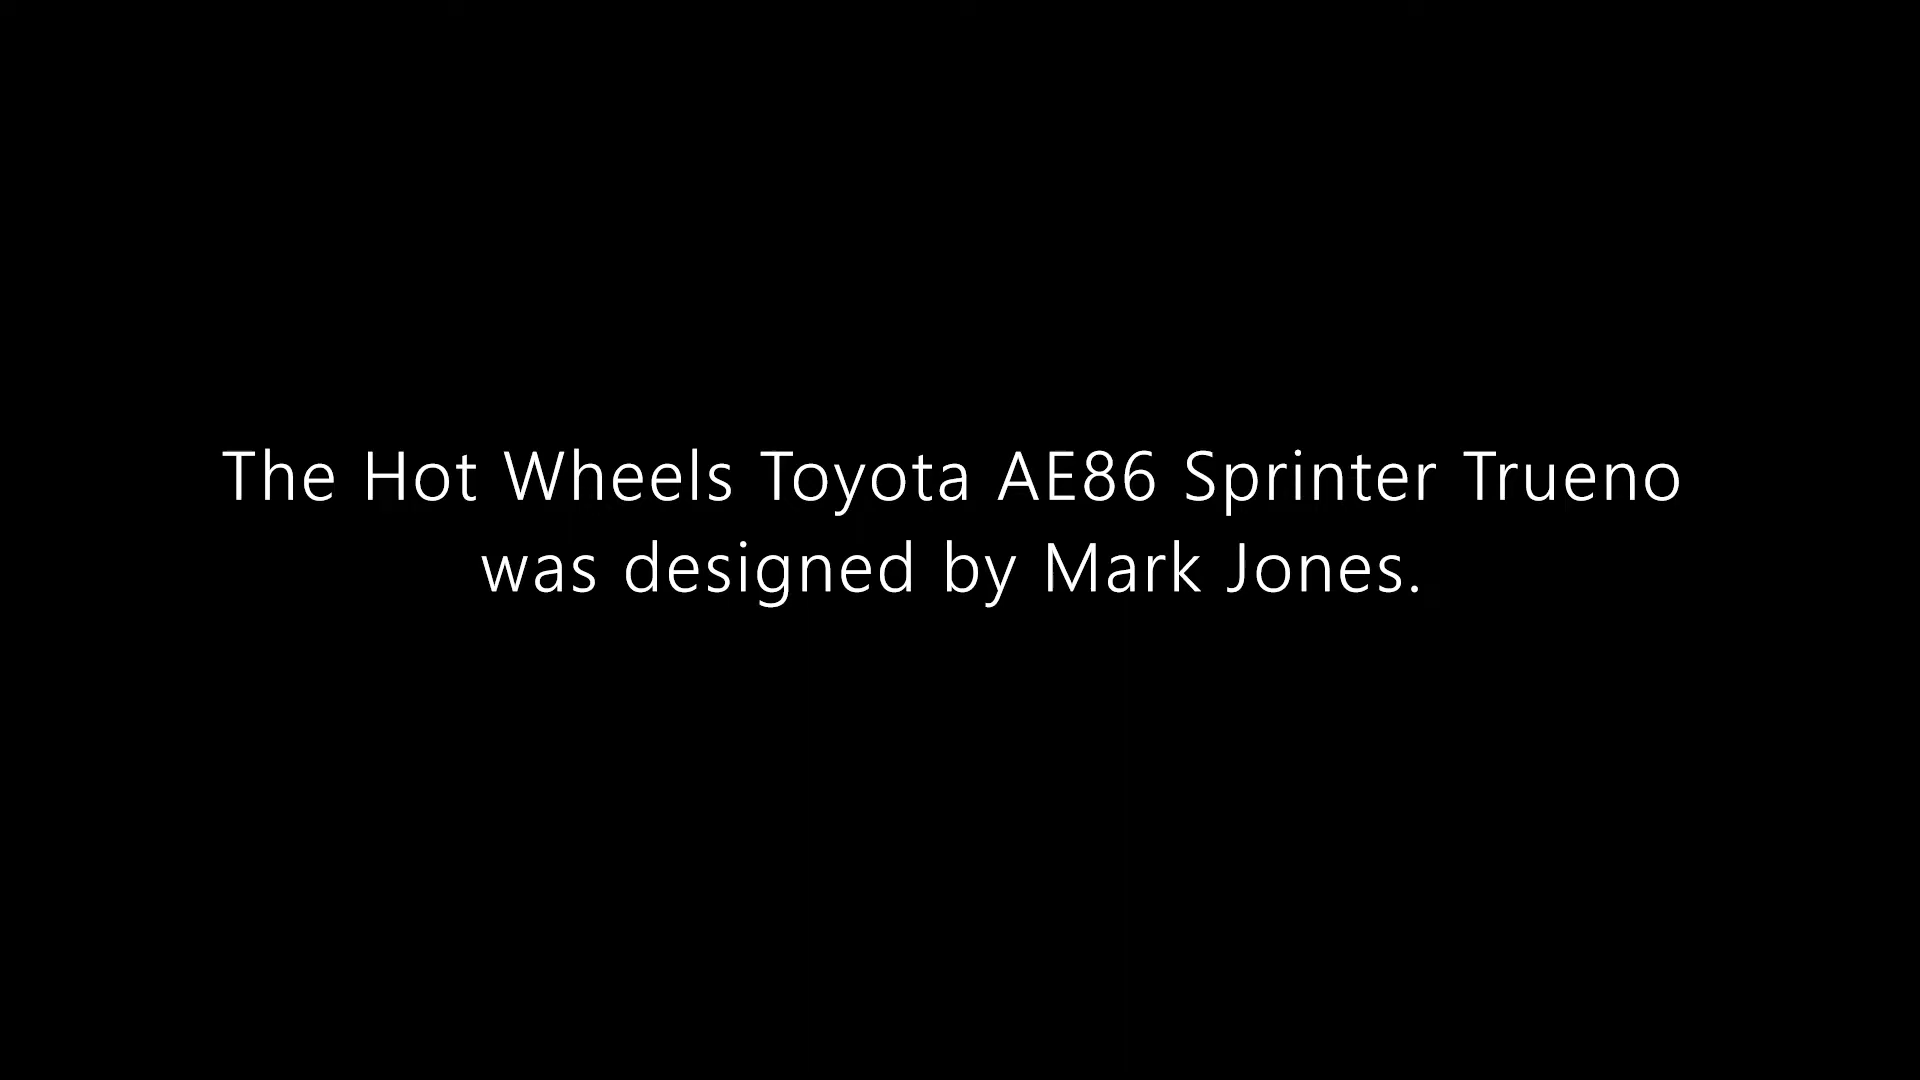 The Hot Wheels Toyota AE86 Sprinter Trueno
was designed by Mark Jones.